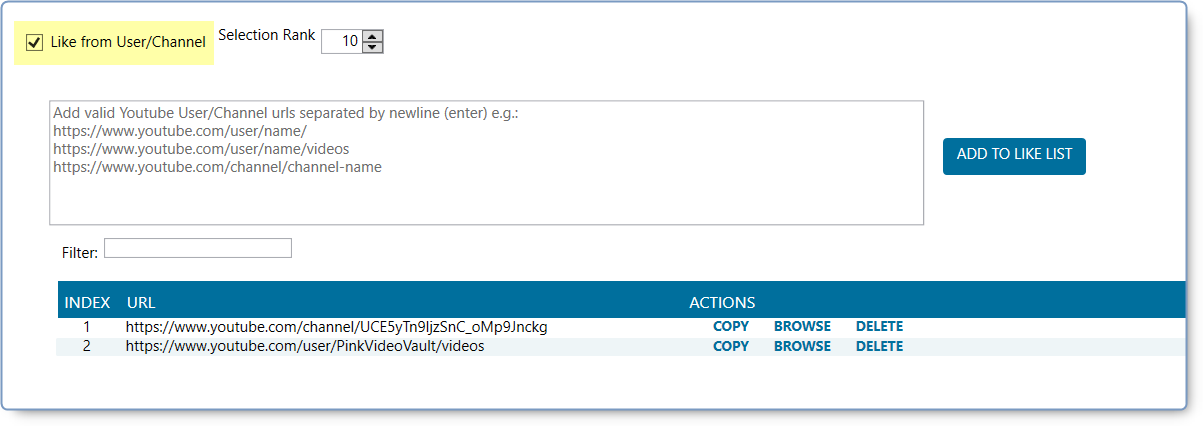 Like from User/Channel Selection Rank 10
Add valid Youtube User/Channel urls separated by newline (enter) e.g.:
https://www.youtube.com/user/name/
https://www.youtube.com/user/name/videos
https://www.youtube.com/channel/channel-name
ADD TO LIKE LIST
Filter:
INDEX URL ACTIONS
1 https://www.youtube.com/channel/UCE5yTn9ljzSnC_oMp9Jnckg COPY BROWSE DELETE
2 https://www.youtube.com/user/PinkVideoVault/videos COPY BROWSE DELETE